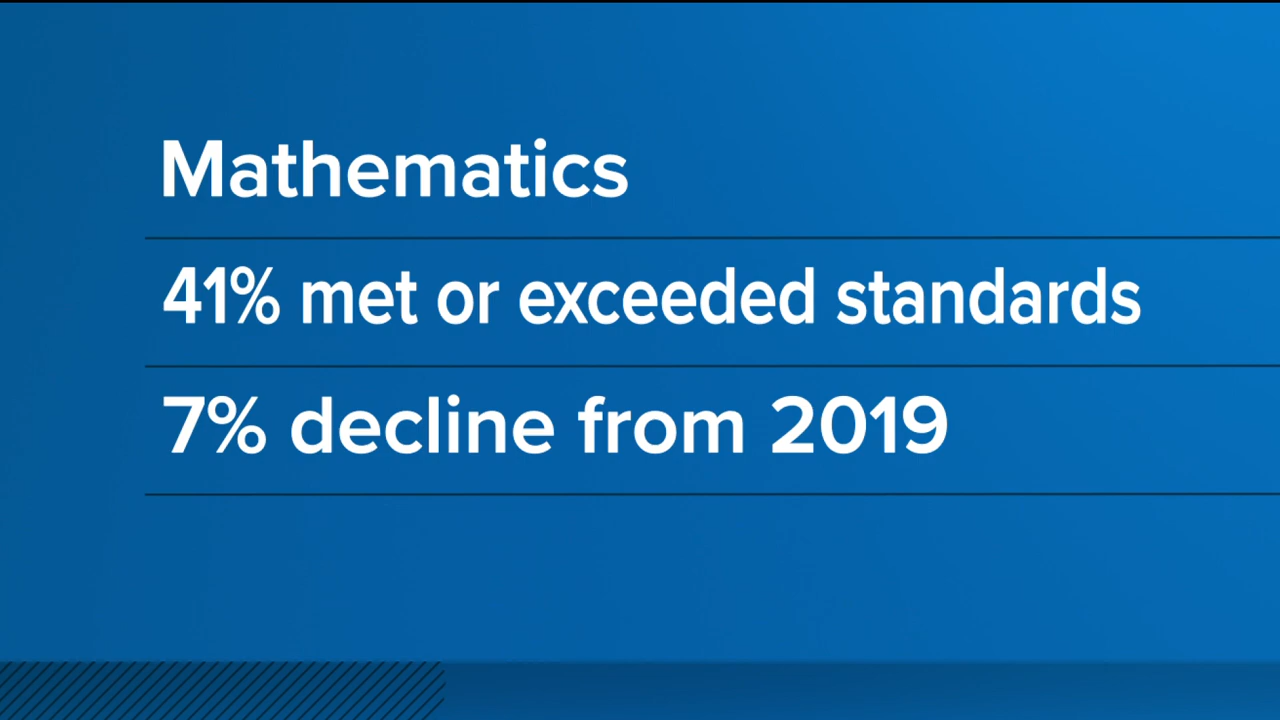 Mathematics
41% met or exceeded standards
7% decline from 2019